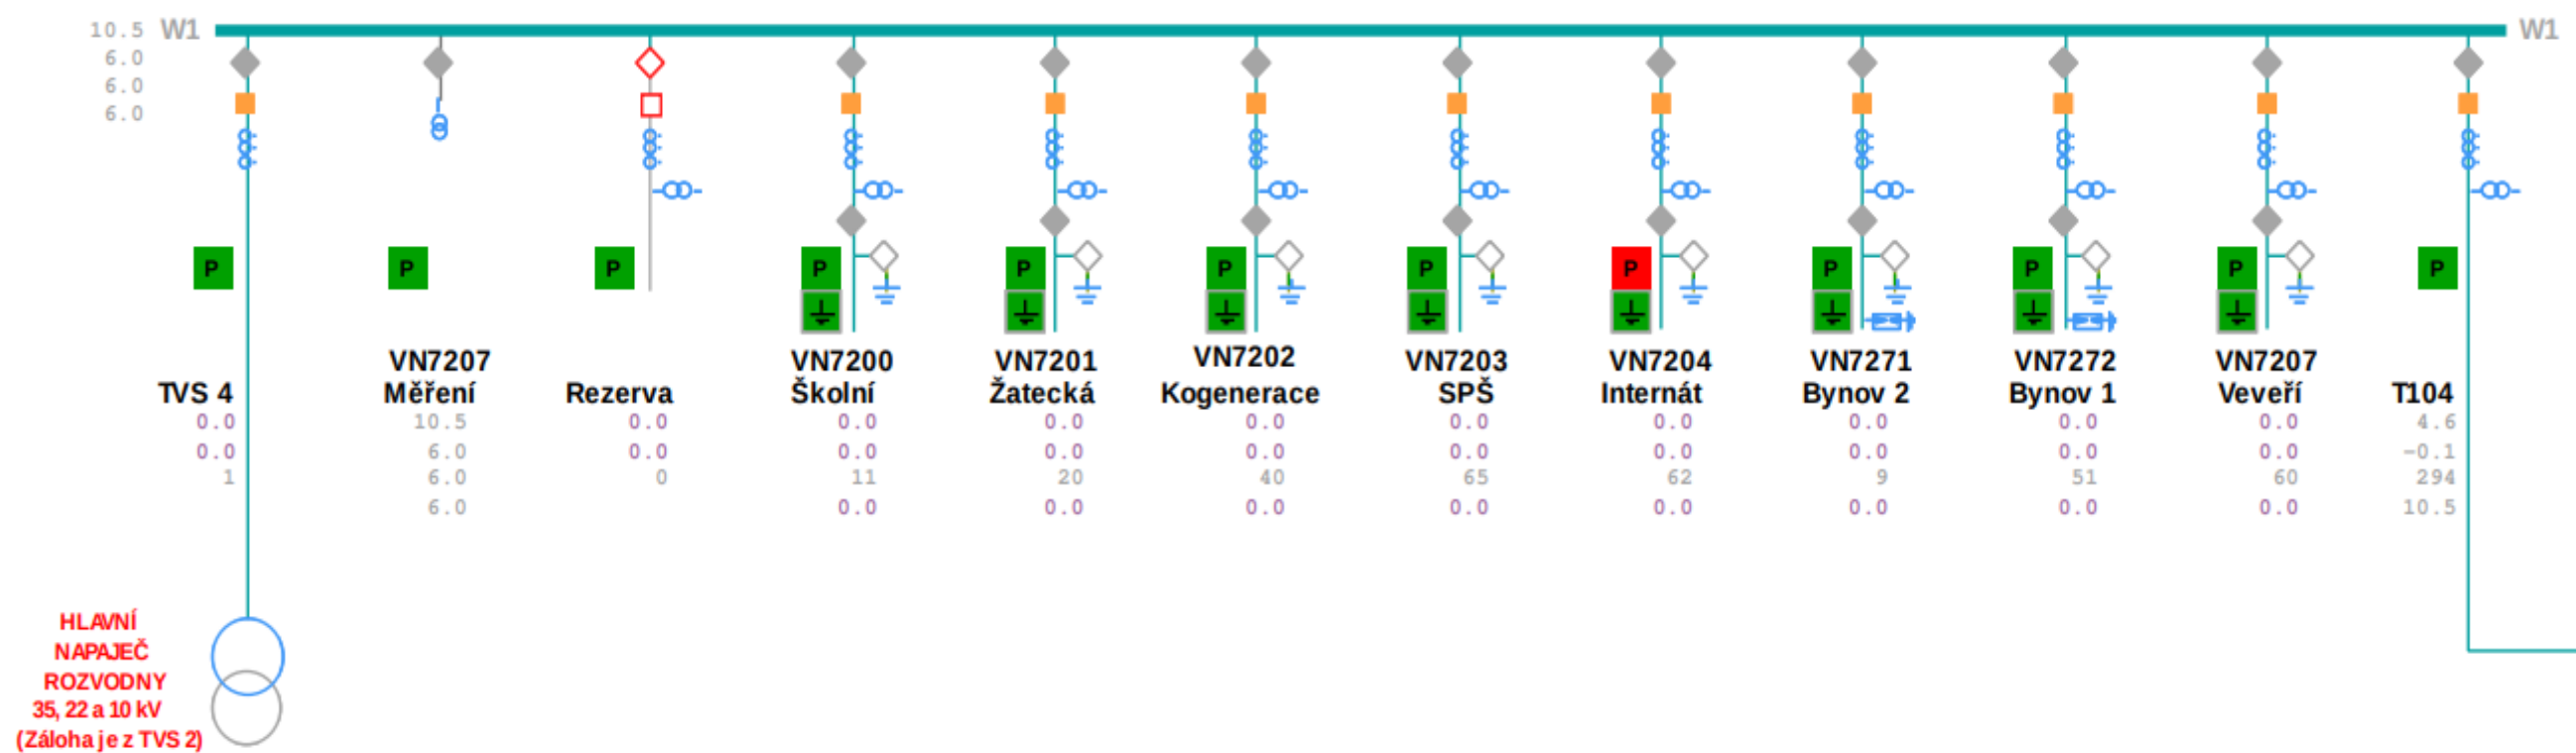 10.5 W1 W1
6.0
6.0
6.0
P P P P P P P P P P P P
VN7207 VN7200 VN7201 VN7202 VN7203 VN7204 VN7271 VN7272 VN7207
TVS 4 Měření Rezerva Školní Žatecká Kogenerace SPŠ Internát Bynov 2 Bynov 1 Veveří T104
0.0 10.5 0.0 0.0 0.0 0.0 0.0 0.0 0.0 0.0 0.0 4.6
0.0 6.0 0.0 0.0 0.0 0.0 0.0 0.0 0.0 0.0 0.0 -0.1
1 6.0 0 11 20 40 65 62 9 51 60 294
6.0 0.0 0.0 0.0 0.0 0.0 0.0 0.0 0.0 10.5
HLAVNÍ
NAPAJEČ
ROZVODNY
35, 22 a 10 kV
(Záloha je z TVS 2)